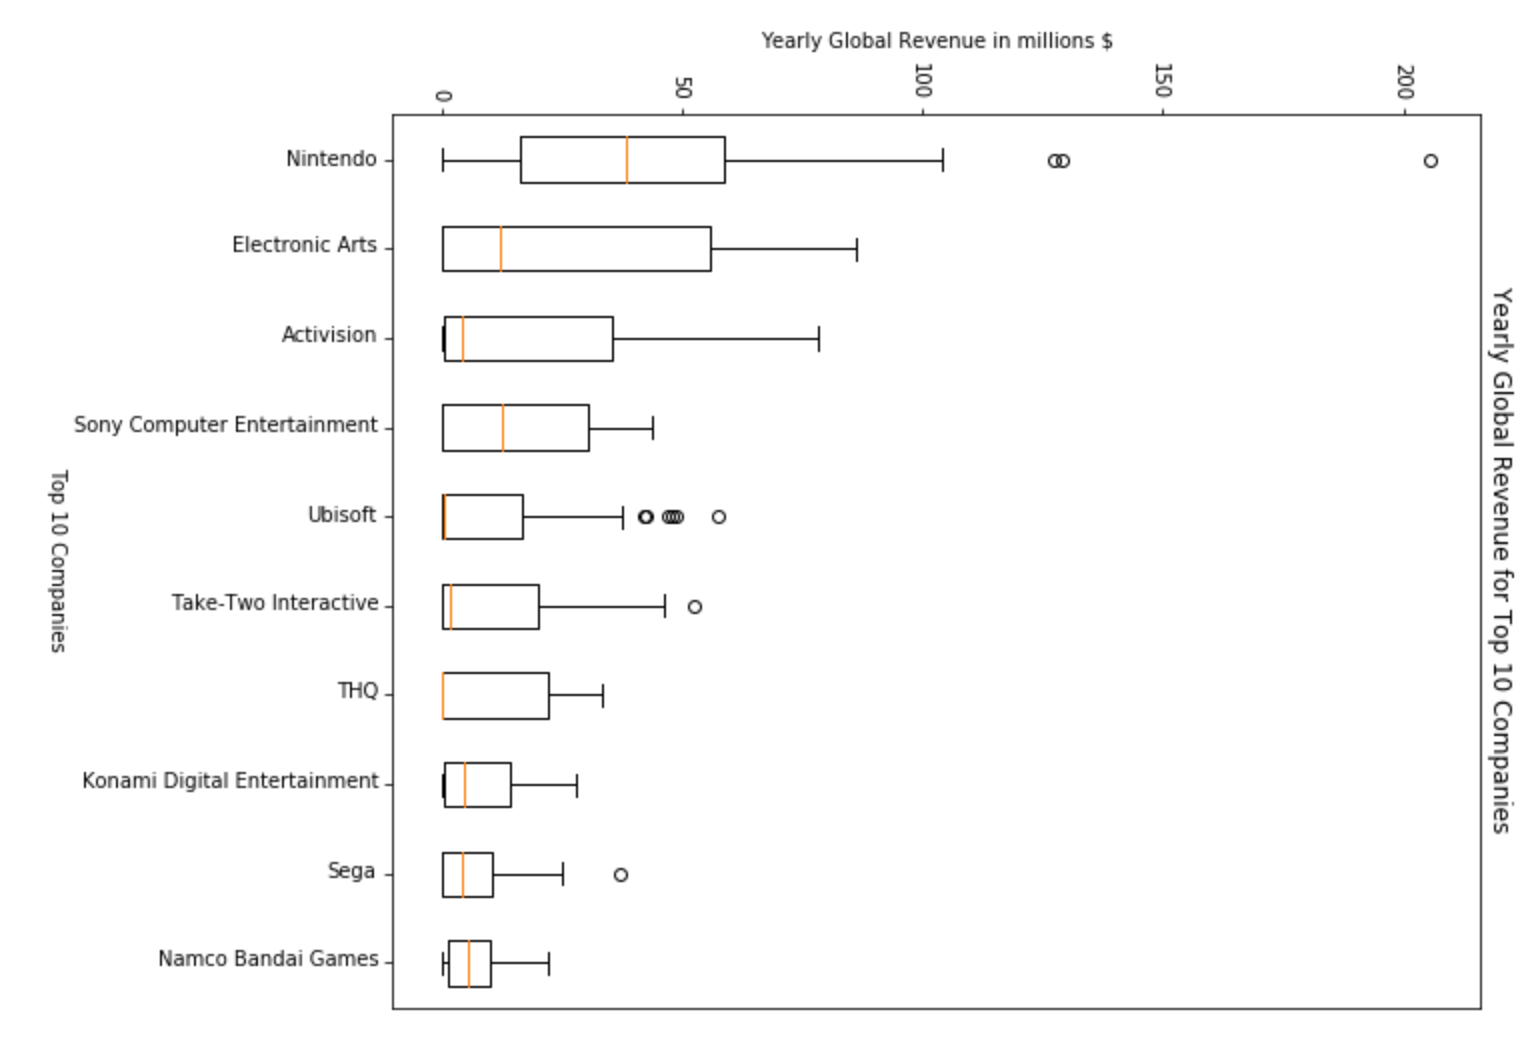 Yearly Global Revenue in millions $
0
50
100
150
200
Nintendo
Electronic Arts
Activision
Sony Computer Entertainment
Ubisoft
Take-Two Interactive
THQ
Konami Digital Entertainment
Sega
Namco Bandai Games
Top 10 Companies
Yearly Global Revenue for Top 10 Companies